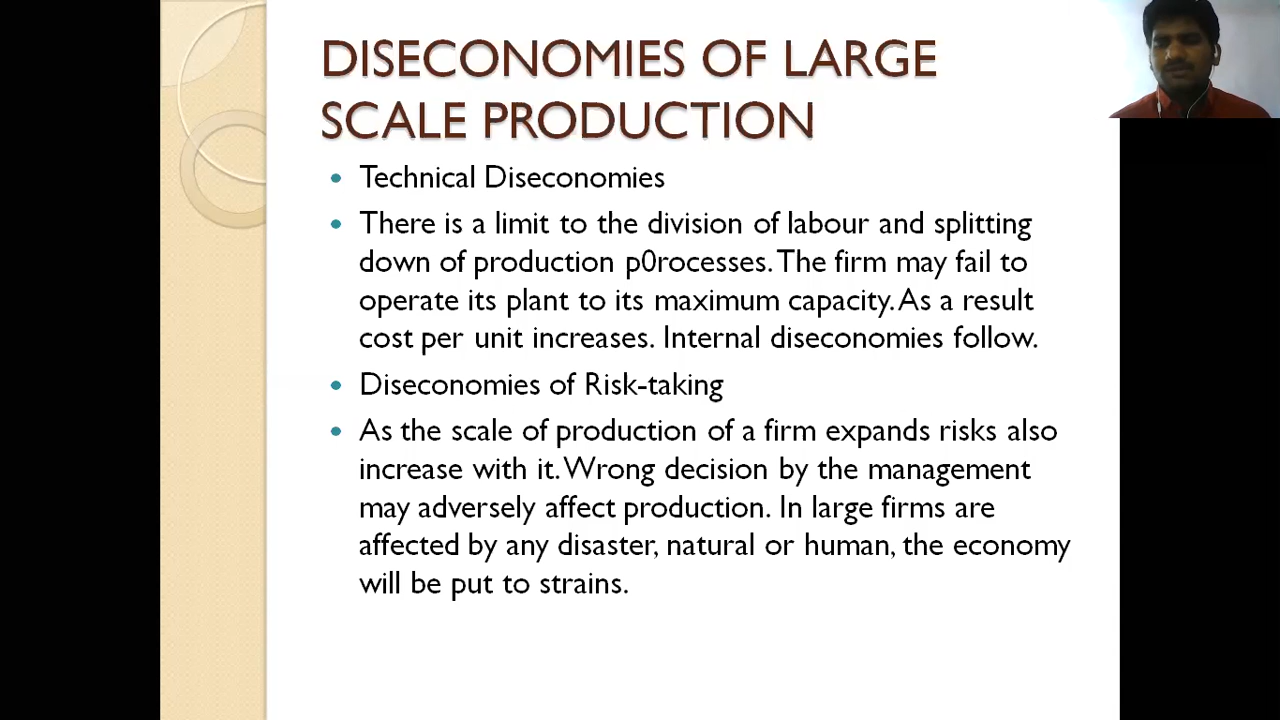 DISECONOMIES OF LARGE
SCALE PRODUCTION
• Technical Diseconomies
• There is a limit to the division of labour and splitting
down of production p0rocesses. The firm may fail to
operate its plant to its maximum capacity. As a result
cost per unit increases. Internal diseconomies follow.
• Diseconomies of Risk-taking
• As the scale of production of a firm expands risks also
increase with it. Wrong decision by the management
may adversely affect production. In large firms are
affected by any disaster, natural or human, the economy
will be put to strains.